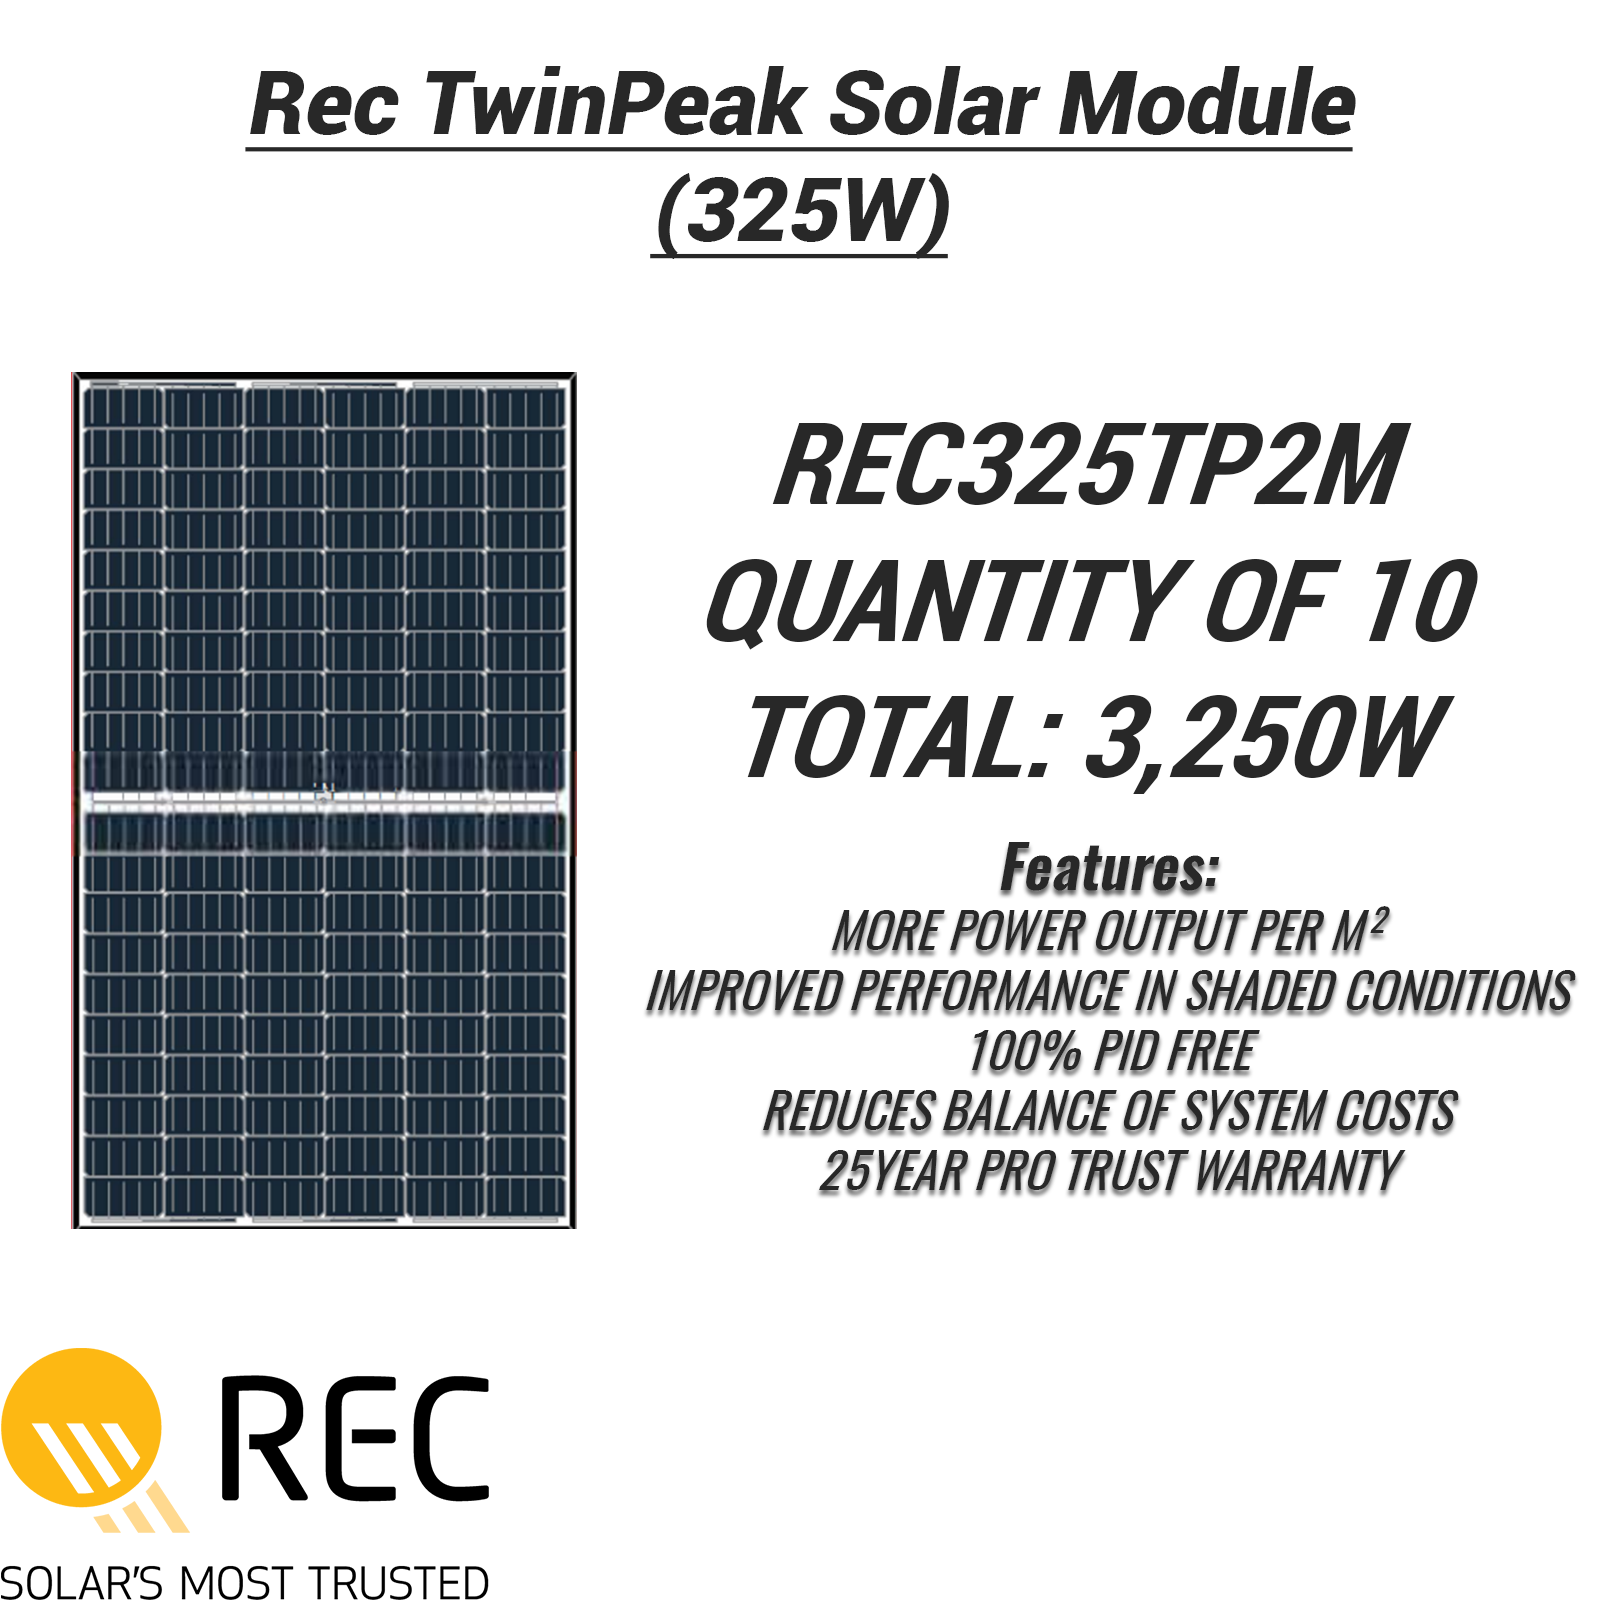 Rec TwinPeak Solar Module
(325W)
REC325TP2M
QUANTITY OF 10
TOTAL: 3,250W
Features:
MORE POWER OUTPUT PER M²
IMPROVED PERFORMANCE IN SHADED CONDITIONS
100% PID FREE
REDUCES BALANCE OF SYSTEM COSTS
25YEAR PRO TRUST WARRANTY
REC
SOLAR'S MOST TRUSTED